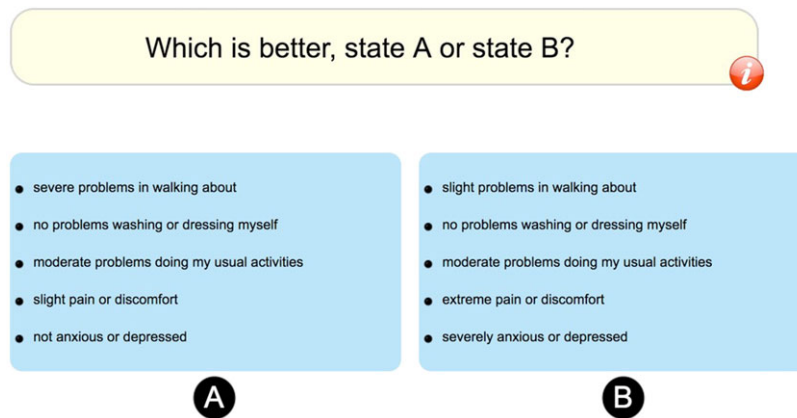 Which is better, state A or state B?
i
severe problems in walking about
no problems washing or dressing myself
moderate problems doing my usual activities
slight pain or discomfort
not anxious or depressed
A
slight problems in walking about
no problems washing or dressing myself
moderate problems doing my usual activities
extreme pain or discomfort
severely anxious or depressed
B